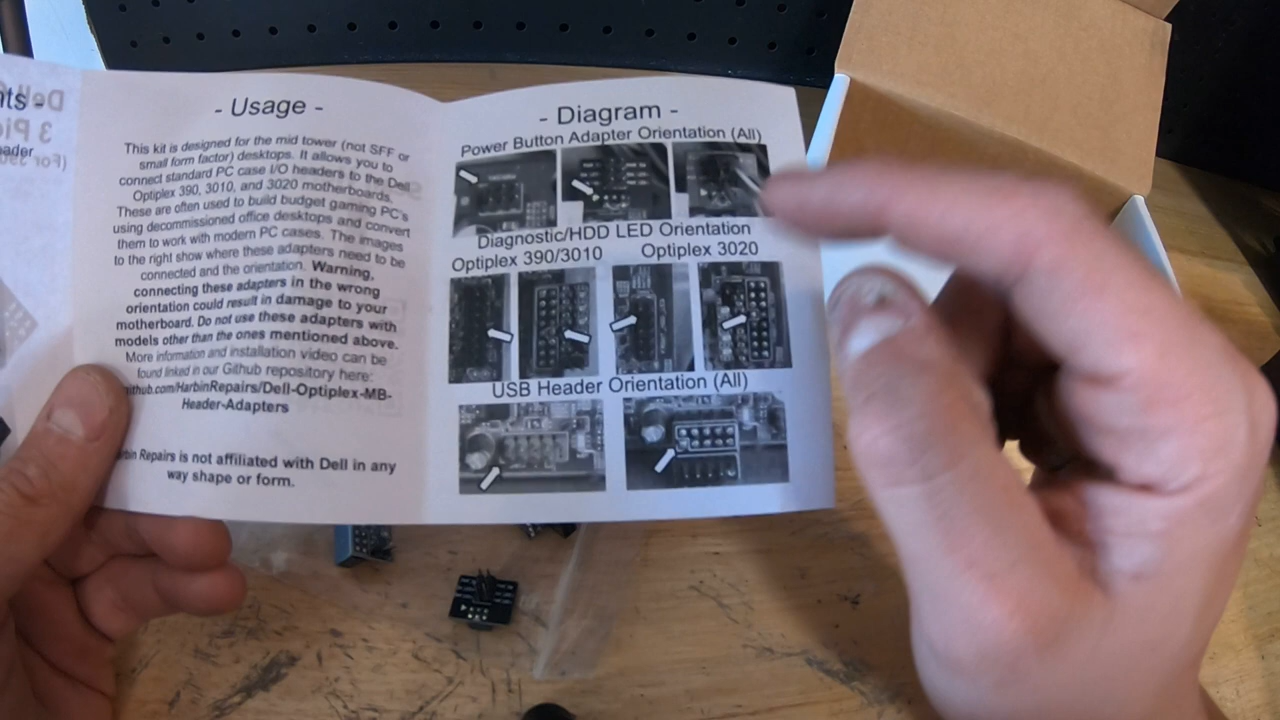 nts -
ader
- Usage -
This kit is designed for the mid tower (not SFF or
small form factor) desktops. It allows you to
connect standard PC case I/O headers to the Dell
Optiplex 390, 3010, and 3020 motherboards.
These are often used to build budget gaming PC's
using decommissioned office desktops and convert
them to work with modern PC cases. The images
to the right show where these adapters need to be
connected and the orientation. Warning,
connecting these adapters in the wrong
orientation could result in damage to your
motherboard. Do not use these adapters with
models other than the ones mentioned above.
More information and installation video can be
found linked in our Github repository here:
github.com/HarbinRepairs/Dell-Optiplex-MB-
Header-Adapters
rbin Repairs is not affiliated with Dell in any
way shape or form.
- Diagram -
Power Button Adapter Orientation (All)
Diagnostic/HDD LED Orientation
Optiplex 390/3010 Optiplex 3020
USB Header Orientation (All)